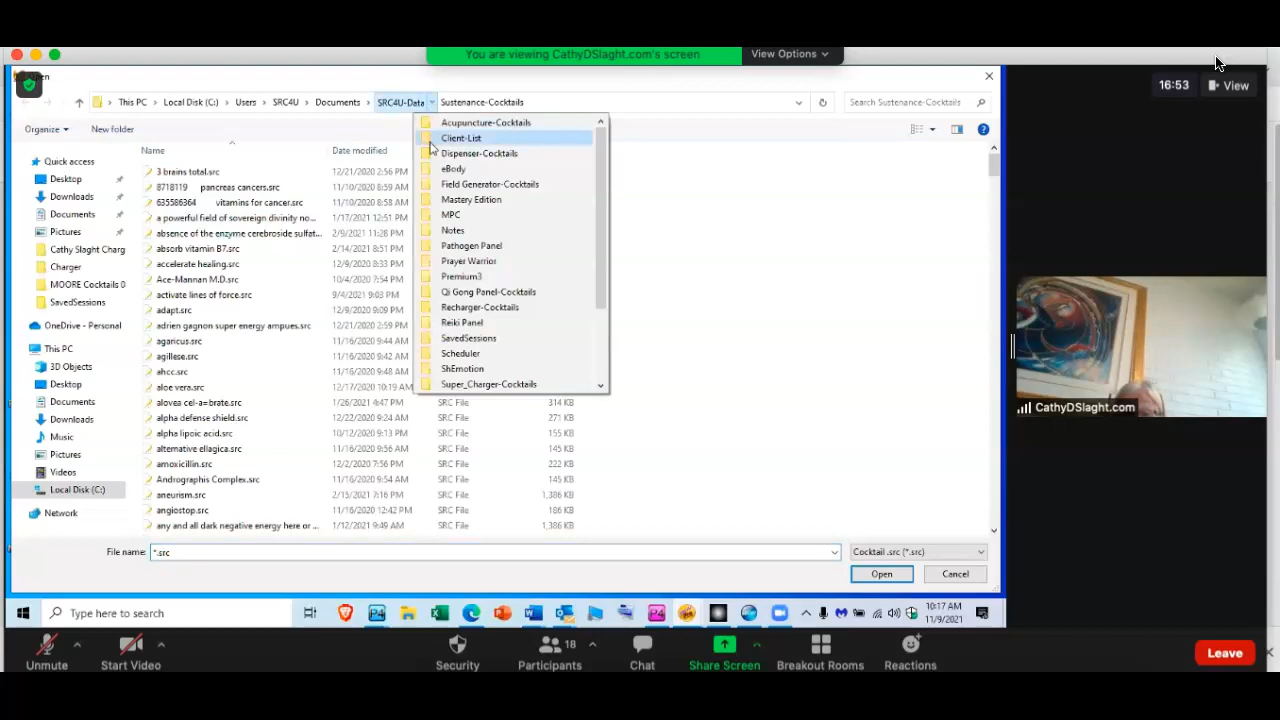 You are viewing CathyDSlaght.com's screen
View Options
Open
16:53
View
This PC
Local Disk (C:)
Users
SRC4U
Documents
SRC4U-Data
Sustenance-Cocktails
Search Sustenance-Cocktails
Organize
New folder
Name
Date modified
Quick access
Desktop
Downloads
Documents
Pictures
Cathy Slaght Charg
Charger
MOORE Cocktails 0
SavedSessions
OneDrive - Personal
This PC
3D Objects
Desktop
Documents
Downloads
Music
Pictures
Videos
Local Disk (C:)
Network
3 brains total.src 12/21/2020 2:56 PM
8718119 pancreas cancers.src 11/10/2020 8:59 AM
635586364 vitamins for cancer.src 11/10/2020 8:58 AM
a powerful field of sovereign divinity no... 1/17/2021 12:51 PM
absence of the enzyme cerebroside sulfat... 2/9/2021 11:28 PM
absorb vitamin B7.src 2/14/2021 8:51 PM
accelerate healing.src 12/9/2020 8:33 PM
Ace-Mannan M.D.src 10/4/2020 7:54 PM
activate lines of force.src 9/4/2021 9:03 PM
adapt.src 12/9/2020 9:09 PM
adrien gagnon super energy ampues.src 12/21/2020 2:59 PM
agaricus.src 11/16/2020 9:44 AM
agillese.src 11/16/2020 9:42 AM
ahcc.src 11/16/2020 9:48 AM
aloe vera.src 12/17/2020 10:19 AM
alovea cel-a=brate.src 1/26/2021 4:47 PM SRC File 314 KB
alpha defense shield.src 12/22/2020 9:24 AM SRC File 271 KB
alpha lipoic acid.src 10/12/2020 9:13 PM SRC File 155 KB
alternative ellagica.src 11/16/2020 9:56 AM SRC File 145 KB
amoxicillin.src 12/2/2020 7:56 PM SRC File 222 KB
Andrographis Complex.src 11/16/2020 9:54 AM SRC File 145 KB
aneurism.src 2/15/2021 7:16 PM SRC File 1,386 KB
angiostop.src 11/16/2020 12:42 PM SRC File 186 KB
any and all dark negative energy here or ... 1/12/2021 9:49 AM SRC File 1,386 KB
Acupuncture-Cocktails
Client-List
Dispenser-Cocktails
eBody
Field Generator-Cocktails
Mastery Edition
MPC
Notes
Pathogen Panel
Prayer Warrior
Premium3
Qi Gong Panel-Cocktails
Recharger-Cocktails
Reiki Panel
SavedSessions
Scheduler
ShEmotion
Super_Charger-Cocktails
CathyDSlaght.com
File name: *.src
Cocktail .src (*.src)
Open
Cancel
Type here to search
10:17 AM
11/9/2021
Unmute
Start Video
Security
Participants
18
Chat
Share Screen
Breakout Rooms
Reactions
Leave